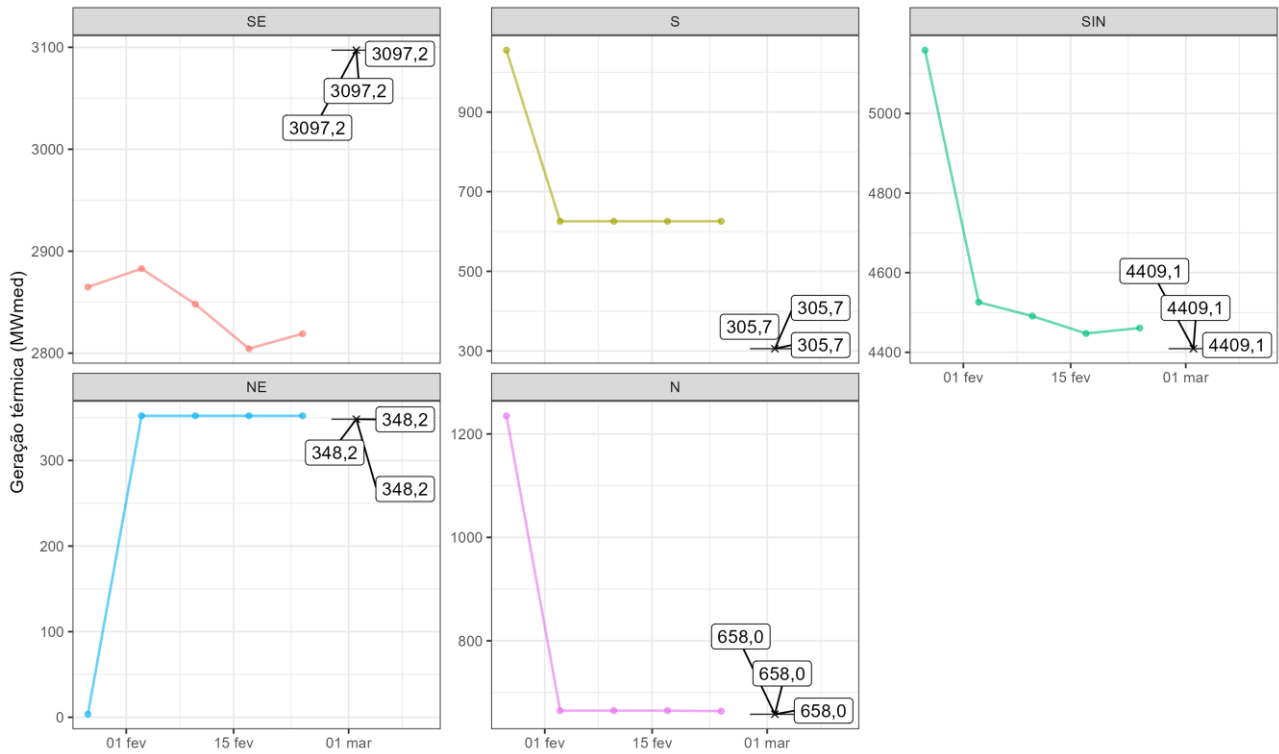 SE
S
SIN
Geração térmica (MWmed)
3100
3000
2900
2800
3097,2
3097,2
3097,2
900
700
500
300
305,7
305,7
305,7
5000
4800
4600
4400
4409,1
4409,1
4409,1
01 fev
15 fev
01 mar
NE
N
300
200
100
0
348,2
348,2
348,2
01 fev
15 fev
01 mar
1200
1000
800
658,0
658,0
658,0
01 fev
15 fev
01 mar